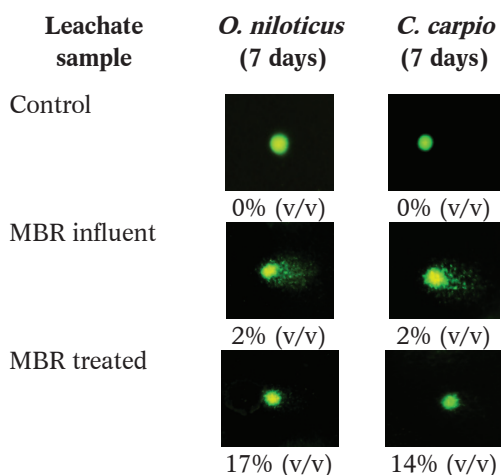 Leachate O. niloticus C. carpio
sample (7 days) (7 days)
Control
0% (v/v) 0% (v/v)
MBR influent
2% (v/v) 2% (v/v)
MBR treated
17% (v/v) 14% (v/v)